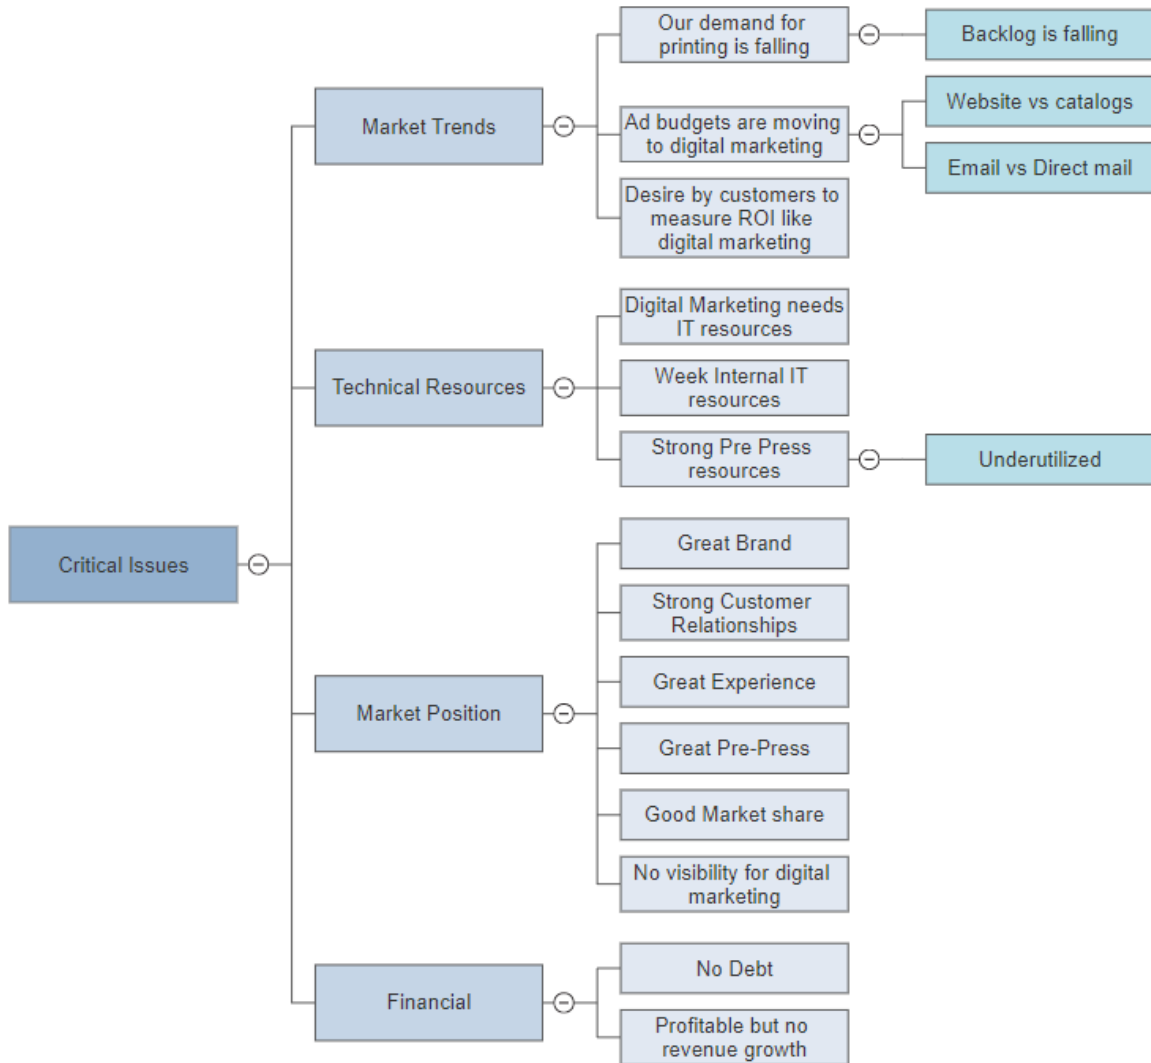 Our demand for
printing is falling
Backlog is falling
Website vs catalogs
Market Trends
Ad budgets are moving
to digital marketing
Email vs Direct mail
Desire by customers to
measure ROI like
digital marketing
Digital Marketing needs
IT resources
Technical Resources
Week Internal IT
resources
Strong Pre Press
resources
Underutilized
Critical Issues
Great Brand
Strong Customer
Relationships
Great Experience
Market Position
Great Pre-Press
Good Market share
No visibility for digital
marketing
No Debt
Financial
Profitable but no
revenue growth